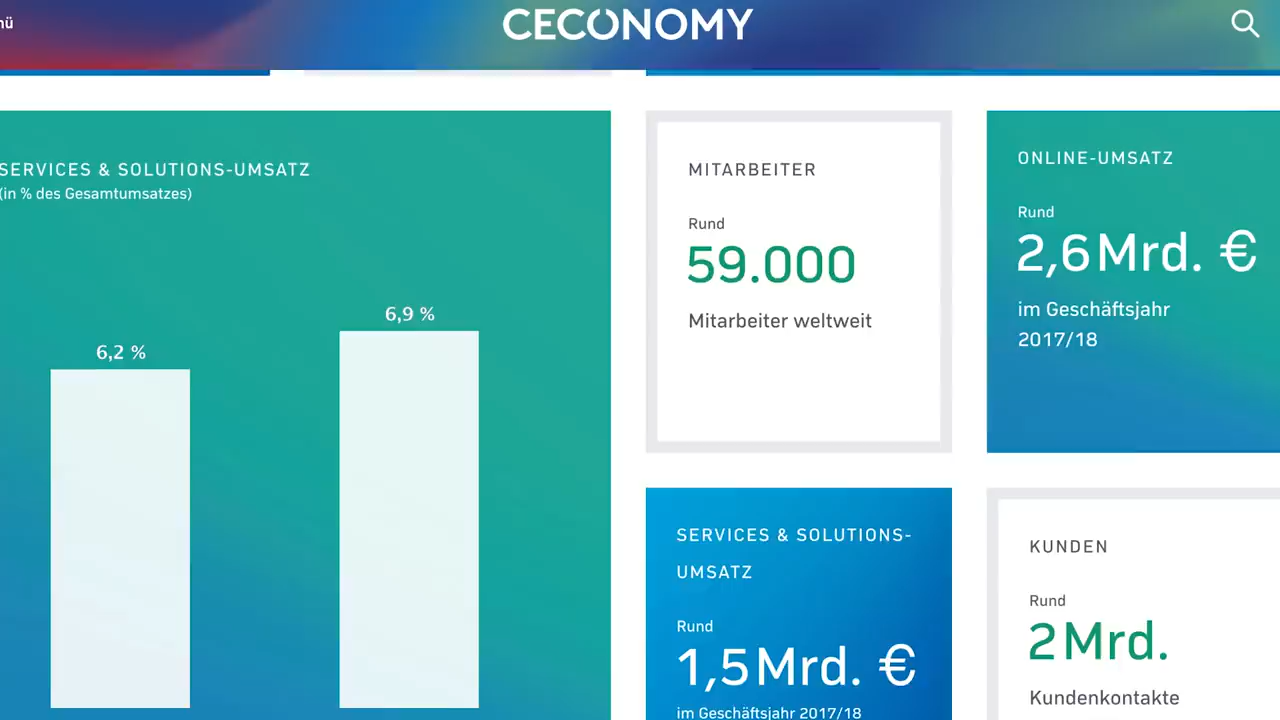 nü
CECONOMY
SERVICES & SOLUTIONS-UMSATZ
(in % des Gesamtumsatzes)
6,2 %
6,9 %
MITARBEITER
Rund
59.000
Mitarbeiter weltweit
ONLINE-UMSATZ
Rund
2,6 Mrd. €
im Geschäftsjahr
2017/18
SERVICES & SOLUTIONS-
UMSATZ
Rund
1,5 Mrd. €
im Geschäftsjahr 2017/18
KUNDEN
Rund
2 Mrd.
Kundenkontakte